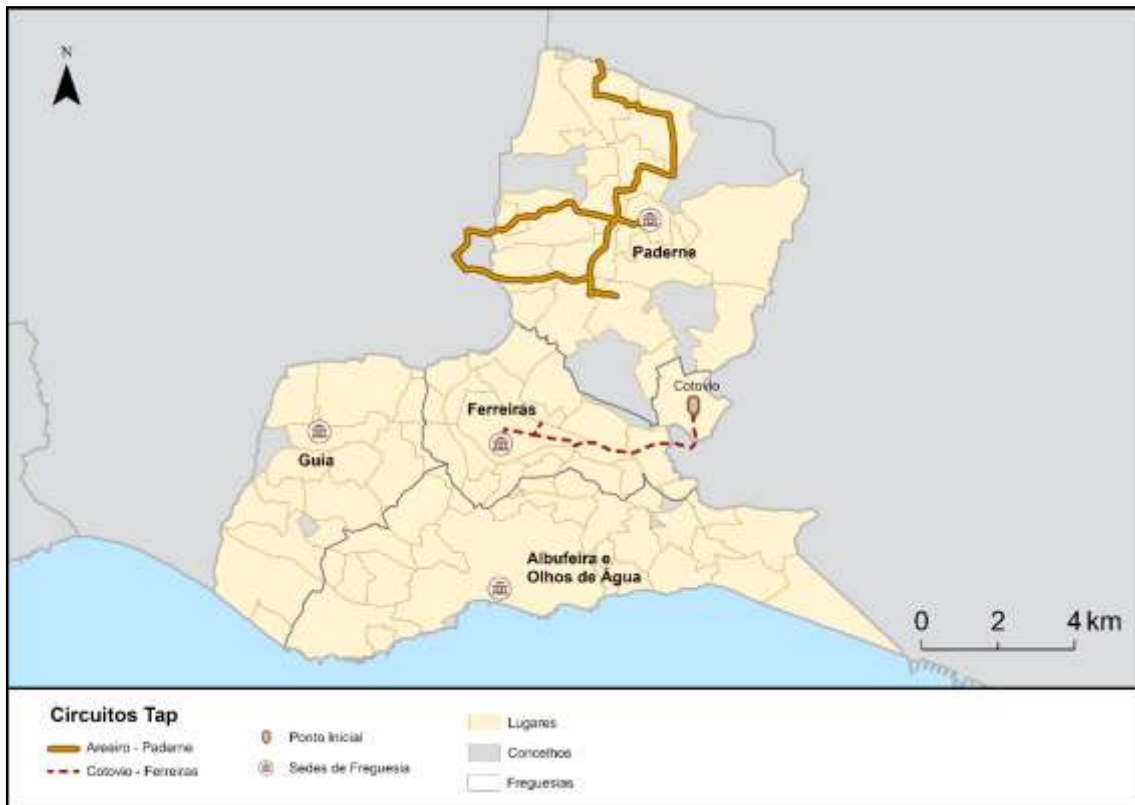 N
Paderne
Cotovio
Ferreiras
Guia
Albufeira e
Olhos de Água
0 2 4 km
Circuitos Tap
Areeiro - Paderne
Cotovio - Ferreiras
Ponto Inicial
Sedes de Freguesia
Lugares
Concelhos
Freguesias